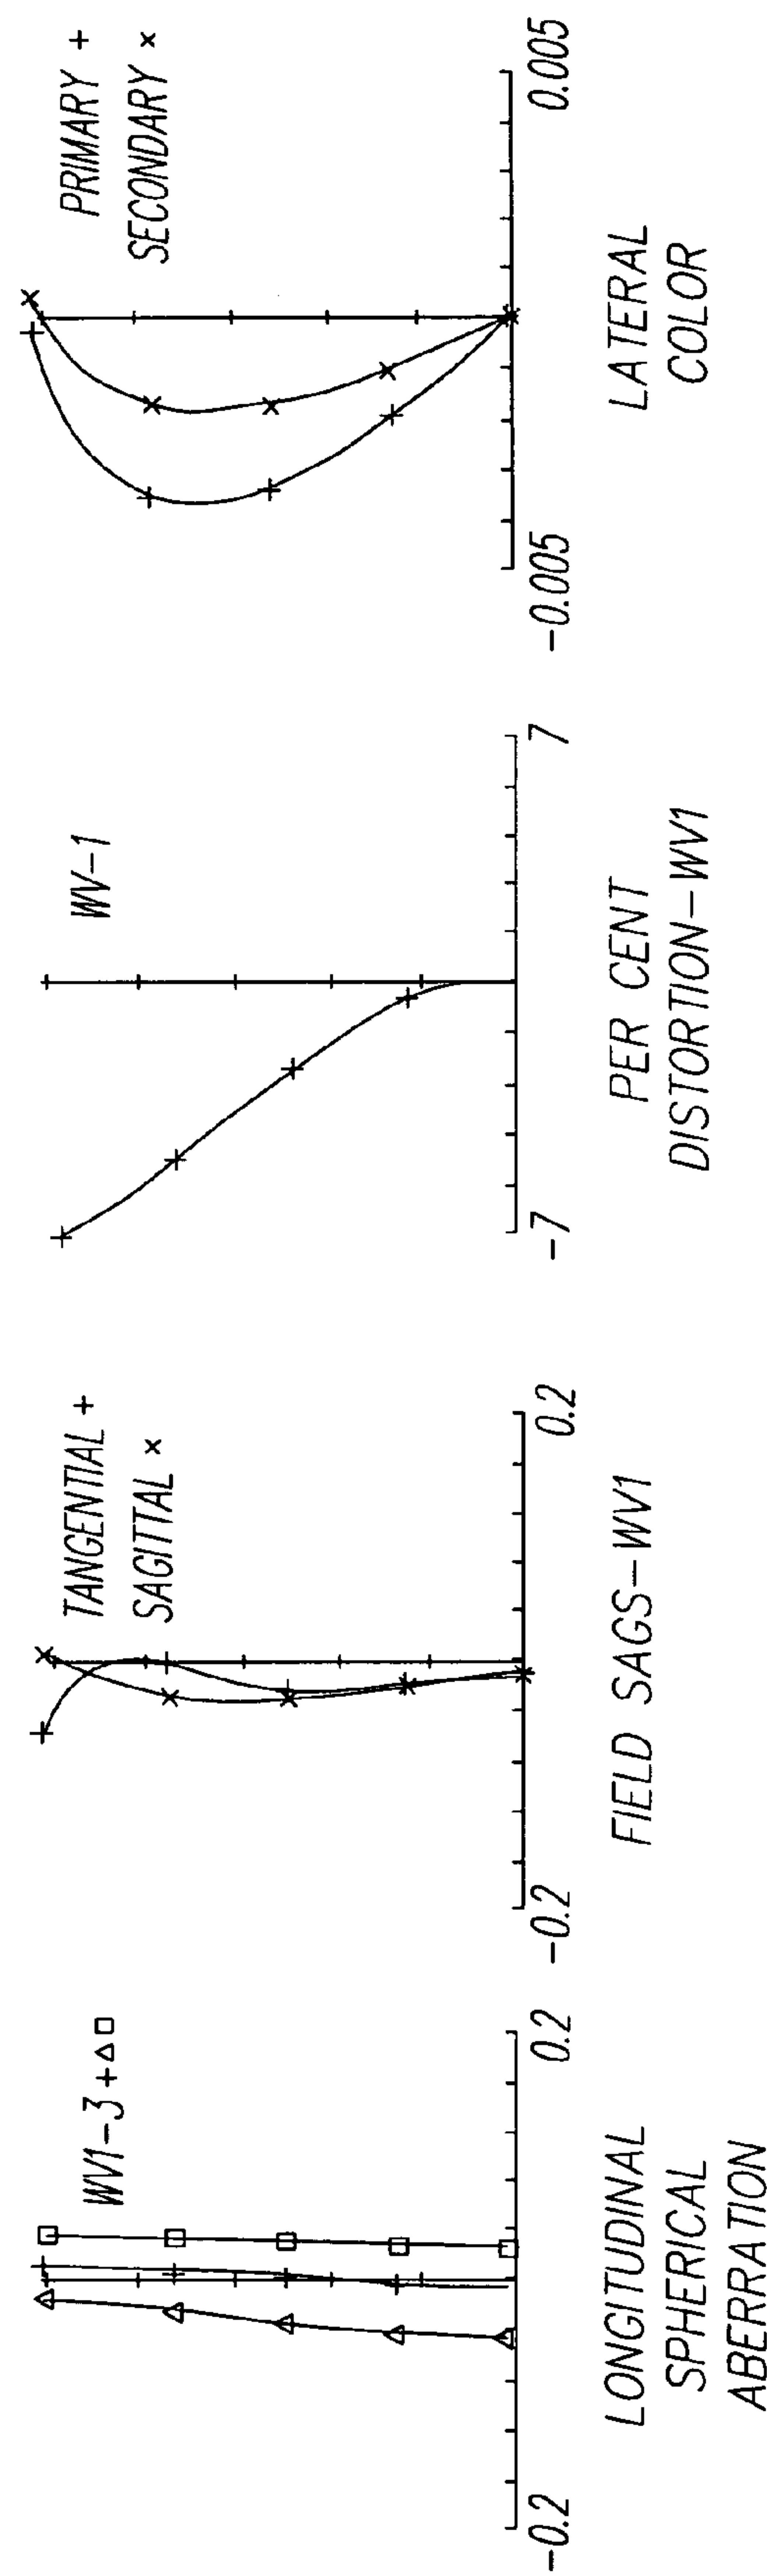 WV1-3 +△□
-0.2
0.2
LONGITUDINAL
SPHERICAL
ABERRATION
TANGENTIAL +
SAGITTAL ×
-0.2
0.2
FIELD SAGS-WV1
WV-1
-7
7
PER CENT
DISTORTION-WV1
PRIMARY +
SECONDARY ×
-0.005
0.005
LATERAL
COLOR